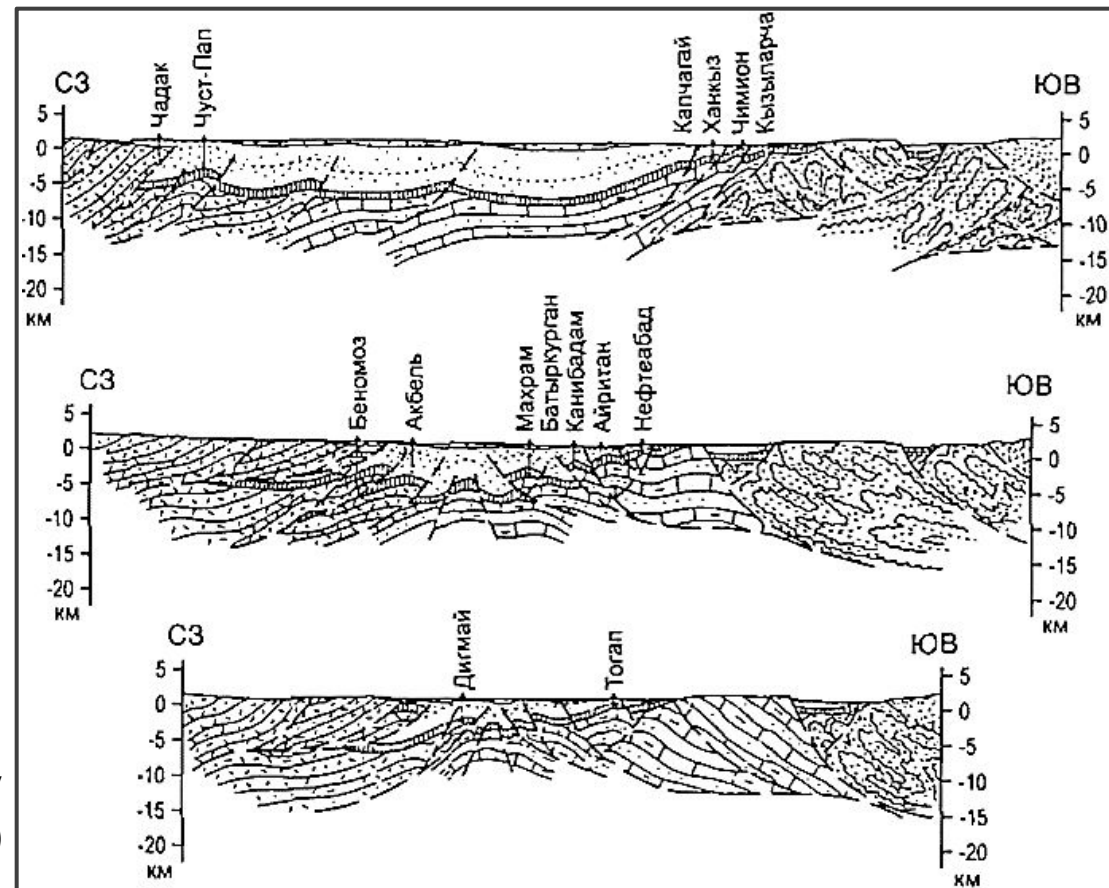 СЗ
Чадак
Чуст-Пап
Капчагай
Ханкыз
Чимион
Кызылпарча
ЮВ
5
0
-5
-10
-15
-20
км
5
0
-5
-10
-15
-20
км
СЗ
Беномоз
Акбель
Махрам
Батыркурган
Канибадам
Айритан
Нефтеабад
ЮВ
5
0
-5
-10
-15
-20
км
5
0
-5
-10
-15
-20
км
СЗ
Дигмай
Тогап
ЮВ
5
0
-5
-10
-15
-20
км
5
0
-5
-10
-15
-20
км